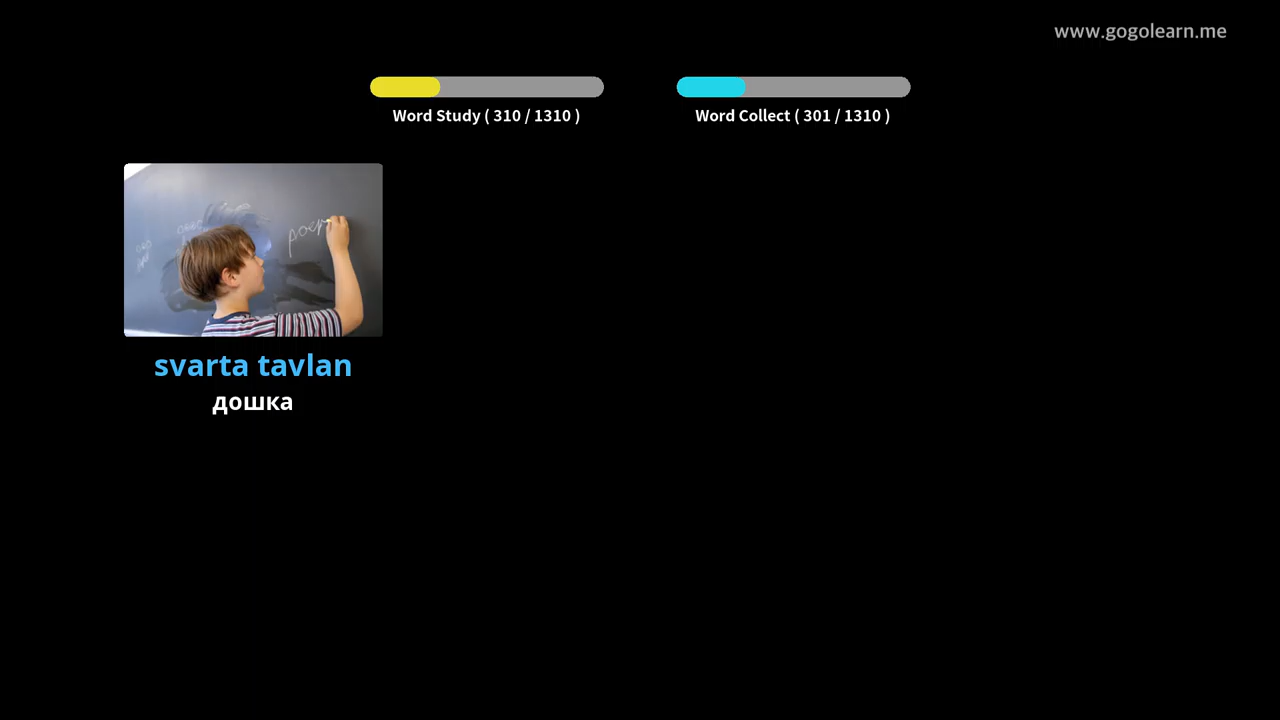 www.gogolearn.me
Word Study ( 310 / 1310 )
Word Collect ( 301 / 1310 )
svarta tavlan
дошка